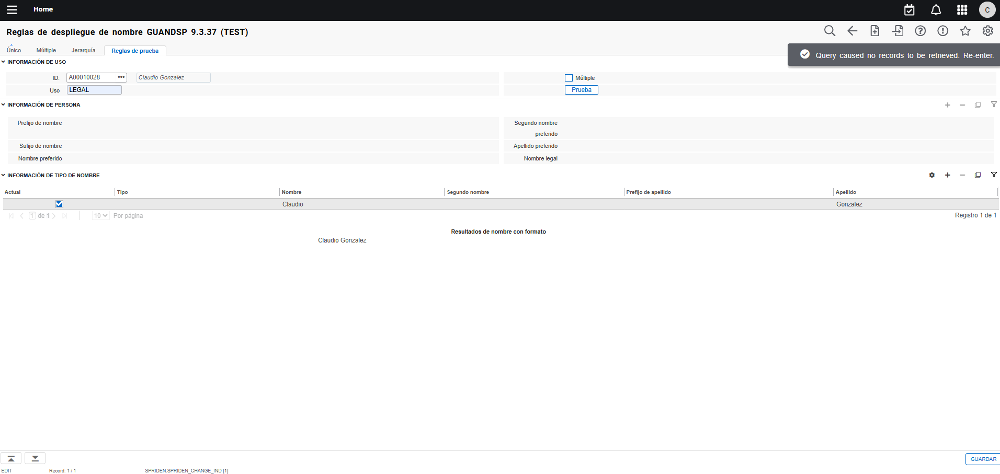 Home
C
Reglas de despliegue de nombre GUANDSP 9.3.37 (TEST)
Único Múltiple Jerarquía Reglas de prueba
Query caused no records to be retrieved. Re-enter.
INFORMACIÓN DE USO
ID: A00010028 ••• Claudio Gonzalez Múltiple
Uso LEGAL Prueba
INFORMACIÓN DE PERSONA
Prefijo de nombre Segundo nombre
preferido
Sufijo de nombre Apellido preferido
Nombre preferido Nombre legal
INFORMACIÓN DE TIPO DE NOMBRE
Actual Tipo Nombre Segundo nombre Prefijo de apellido Apellido
Claudio Gonzalez
1 de 1 10 Por página Registro 1 de 1
Resultados de nombre con formato
Claudio Gonzalez
GUARDAR
EDIT Record: 1 / 1 SPRIDEN.SPRIDEN_CHANGE_IND [1]